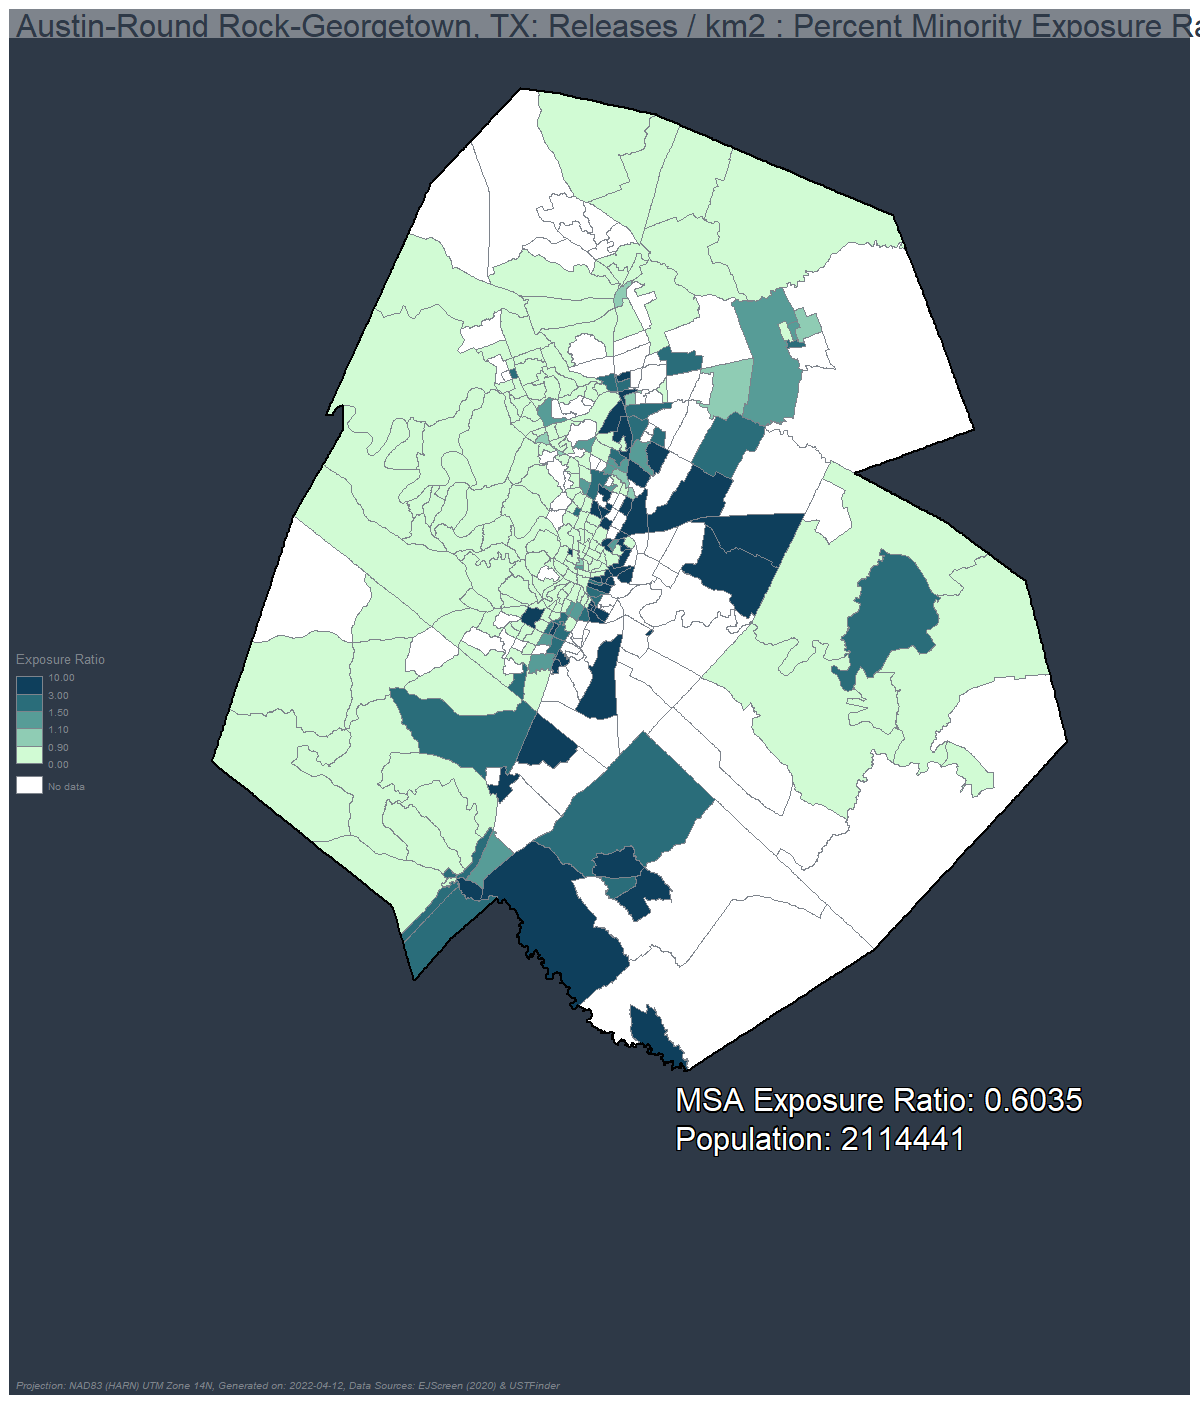 Austin-Round Rock-Georgetown, TX: Releases / km2 : Percent Minority Exposure
Exposure Ratio
10.00
3.00
1.50
1.10
0.90
0.00
No data
MSA Exposure Ratio: 0.6035
Population: 2114441
Projection: NAD83 (HARN) UTM Zone 14N, Generated on: 2022-04-12, Data Sources: EJScreen (2020) & USTFinder